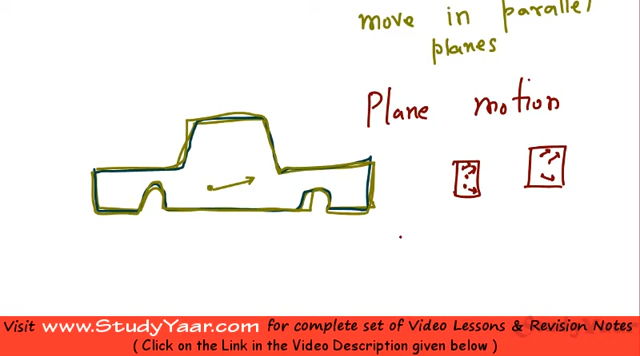 move in parallel
planes
Plane motion
Visit www.StudyYaar.com for complete set of Video Lessons & Revision Notes
( Click on the Link in the Video Description given below )